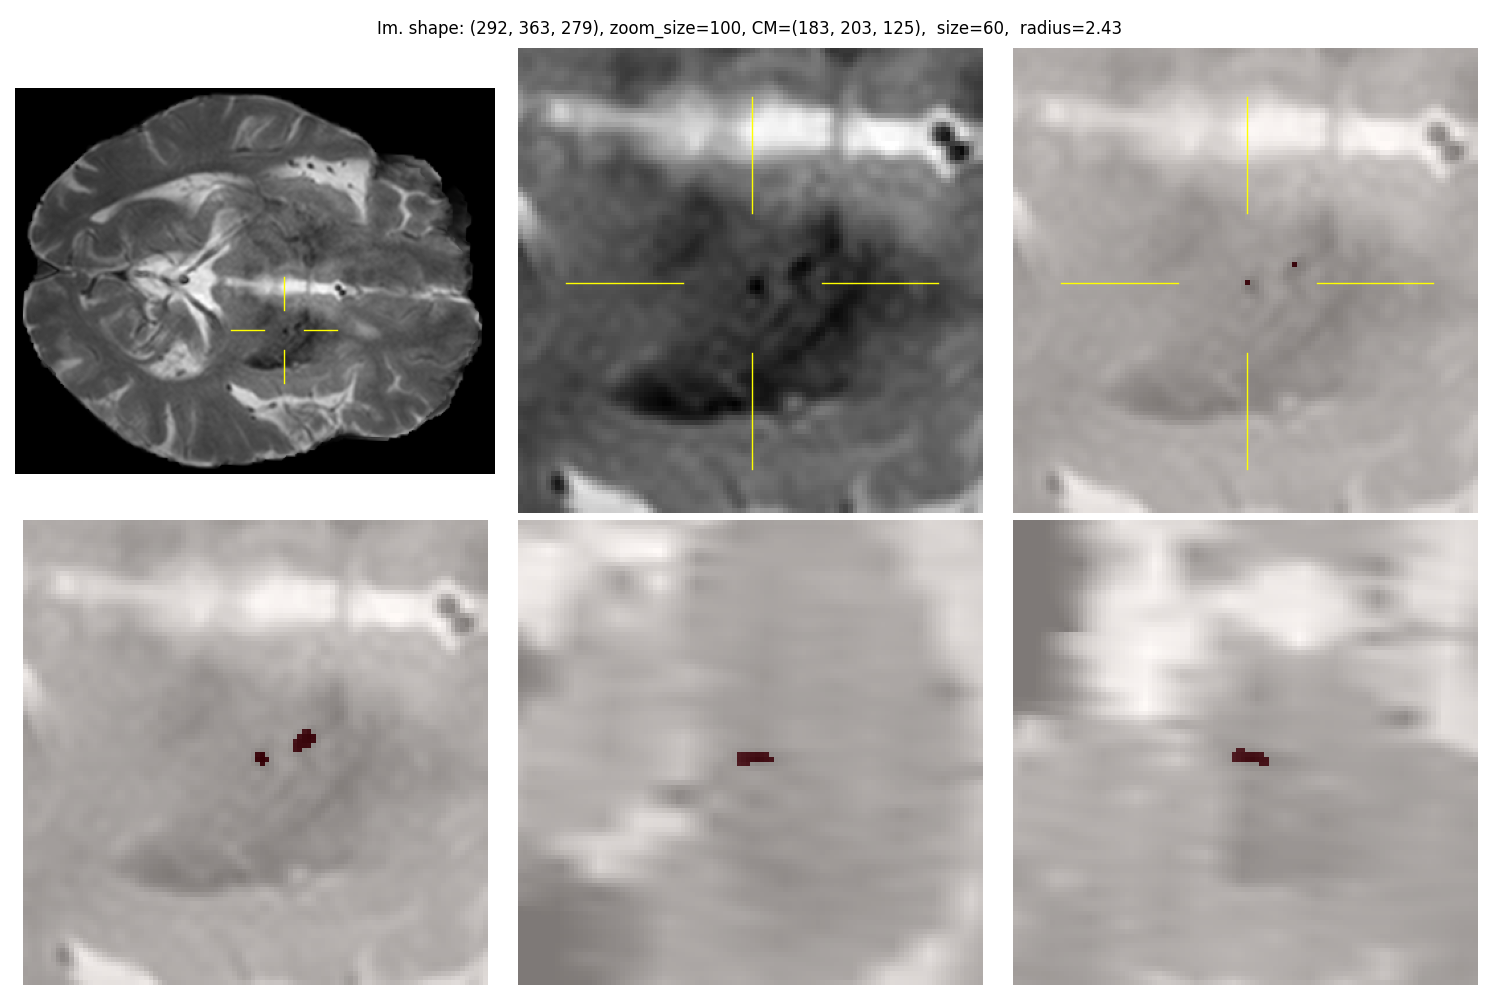 Im. shape: (292, 363, 279), zoom_size=100, CM=(183, 203, 125),  size=60,  radius=2.43